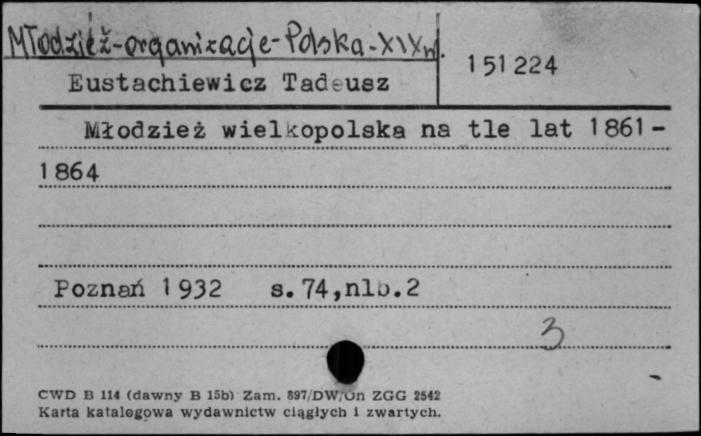 Młodzież-organizacje-Polska-XIXw.
151224
Eustachiewicz Tadeusz
Młodzież wielkopolska na tle lat 1861-
1864
Poznań 1932 s.74,nlb.2
3
CWD B 114 (dawny B 15b) Zam. 897/DW/Un ZGG 2542
Karta katalogowa wydawnictw ciągłych i zwartych.